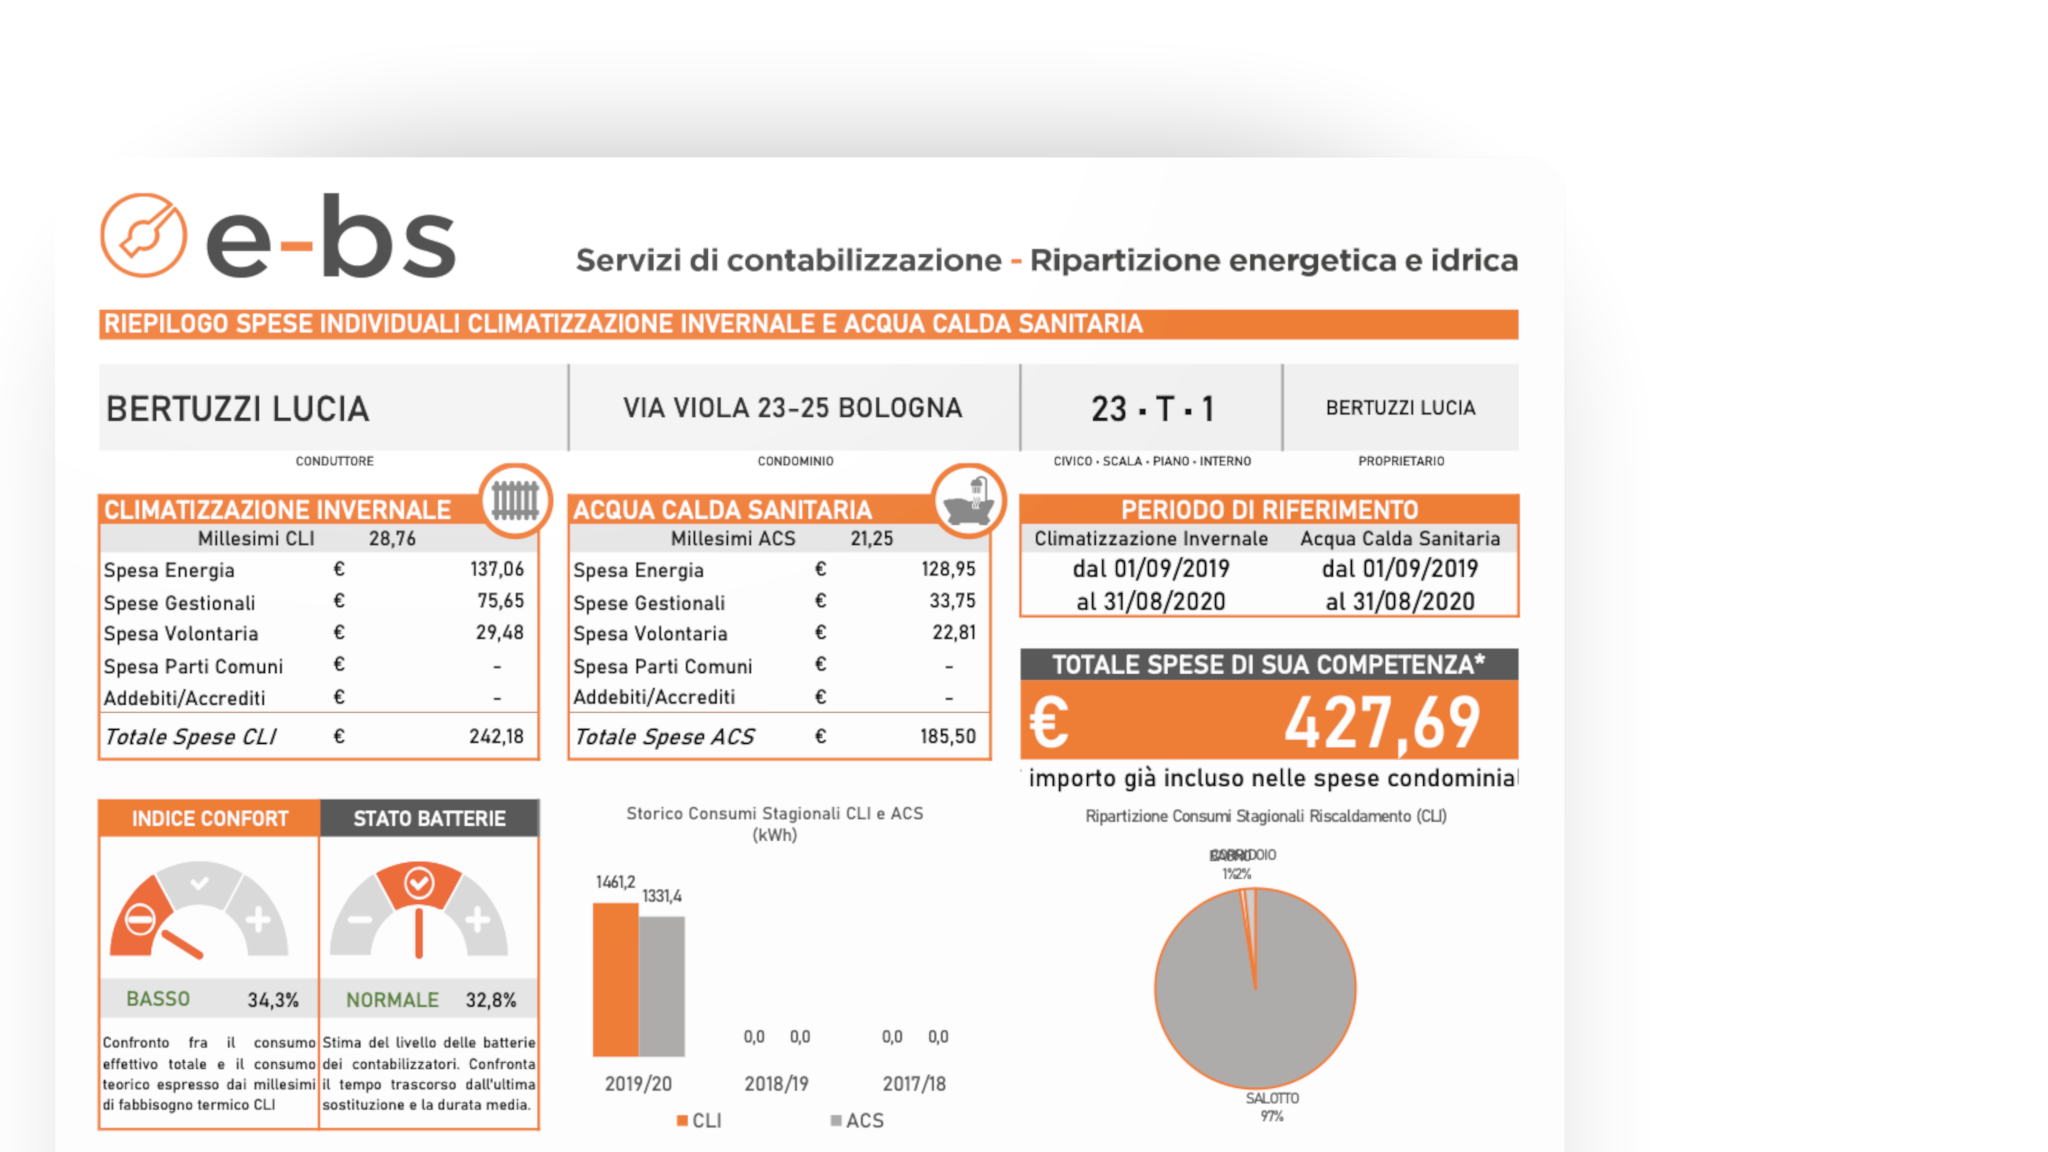 e-bs
Servizi di contabilizzazione - Ripartizione energetica e idrica
RIEPILOGO SPESE INDIVIDUALI CLIMATIZZAZIONE INVERNALE E ACQUA CALDA SANITARIA
BERTUZZI LUCIA
VIA VIOLA 23-25 BOLOGNA
23 · T · 1
BERTUZZI LUCIA
CONDUTTORE
CONDOMINIO
CIVICO · SCALA · PIANO · INTERNO
PROPRIETARIO
CLIMATIZZAZIONE INVERNALE
Millesimi CLI 28,76
Spesa Energia € 137,06
Spese Gestionali € 75,65
Spesa Volontaria € 29,48
Spesa Parti Comuni € -
Addebiti/Accrediti € -
Totale Spese CLI € 242,18
ACQUA CALDA SANITARIA
Millesimi ACS 21,25
Spesa Energia € 128,95
Spese Gestionali € 33,75
Spesa Volontaria € 22,81
Spesa Parti Comuni € -
Addebiti/Accrediti € -
Totale Spese ACS € 185,50
PERIODO DI RIFERIMENTO
Climatizzazione Invernale Acqua Calda Sanitaria
dal 01/09/2019 dal 01/09/2019
al 31/08/2020 al 31/08/2020
TOTALE SPESE DI SUA COMPETENZA*
€ 427,69
importo già incluso nelle spese condominial
INDICE CONFORT
BASSO 34,3%
Confronto fra il consumo
effettivo totale e il consumo
teorico espresso dai millesimi
di fabbisogno termico CLI
STATO BATTERIE
NORMALE 32,8%
Stima del livello delle batterie
dei contabilizzatori. Confronta
il tempo trascorso dall'ultima
sostituzione e la durata media.
Storico Consumi Stagionali CLI e ACS
(kWh)
1461,2
1331,4
0,0 0,0 0,0 0,0
2019/20 2018/19 2017/18
CLI ACS
Ripartizione Consumi Stagionali Riscaldamento (CLI)
CORRIDOIO
1% 2%
SALOTTO
97%